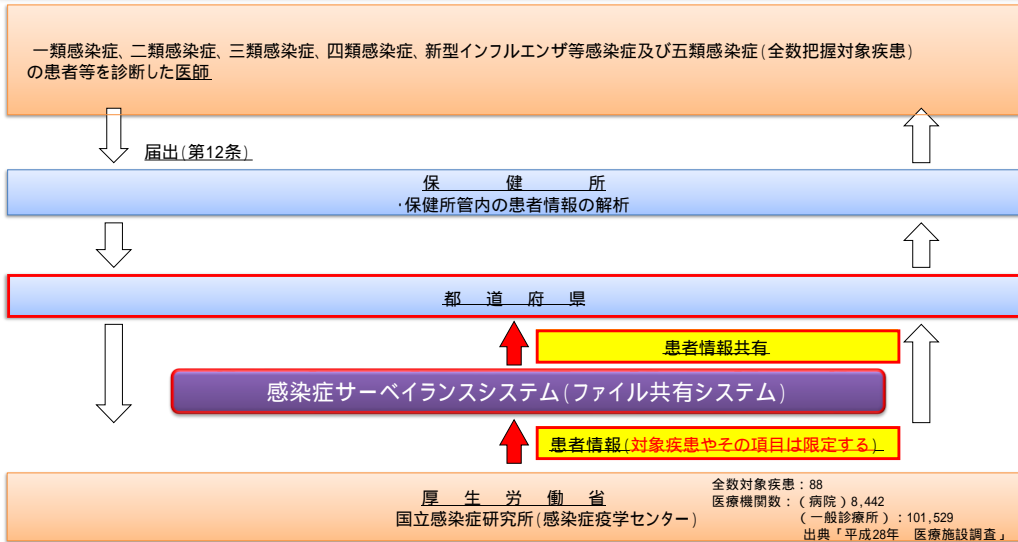 一類感染症、二類感染症、三類感染症、四類感染症、新型インフルエンザ等感染症及び五類感染症(全数把握対象疾患)
の患者等を診断した医師
届出(第12条)
保健所
・保健所管内の患者情報の解析
都道府県
患者情報共有
感染症サーベイランスシステム(ファイル共有システム)
患者情報(対象疾患やその項目は限定する)
厚生労働省
国立感染症研究所(感染症疫学センター)
全数対象疾患：88
医療機関数：（病院）8,442
（一般診療所）：101,529
出典「平成28年　医療施設調査」